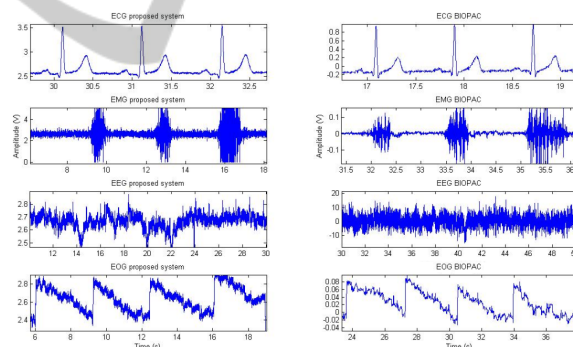 ECG proposed system
3.5
3
2.5
30 30.5 31 31.5 32 32.5
EMG proposed system
Amplitude (V)
4
2
0
8 10 12 14 16 18
EEG proposed system
2.8
2.7
2.6
2.5
12 14 16 18 20 22 24 26 28 30
EOG proposed system
2.8
2.6
2.4
6 8 10 12 14 16 18
Time (s)
ECG BIOPAC
0.8
0.6
0.4
0.2
0
-0.2
17 17.5 18 18.5 19
EMG BIOPAC
Amplitude (V)
0.1
0
-0.1
31.5 32 32.5 33 33.5 34 34.5 35 35.5
EEG BIOPAC
20
10
0
-10
30 32 34 36 38 40 42 44 46 48
EOG BIOPAC
0.08
0.06
0.04
0.02
0
-0.02
-0.04
24 26 28 30 32 34 36
Time (s)